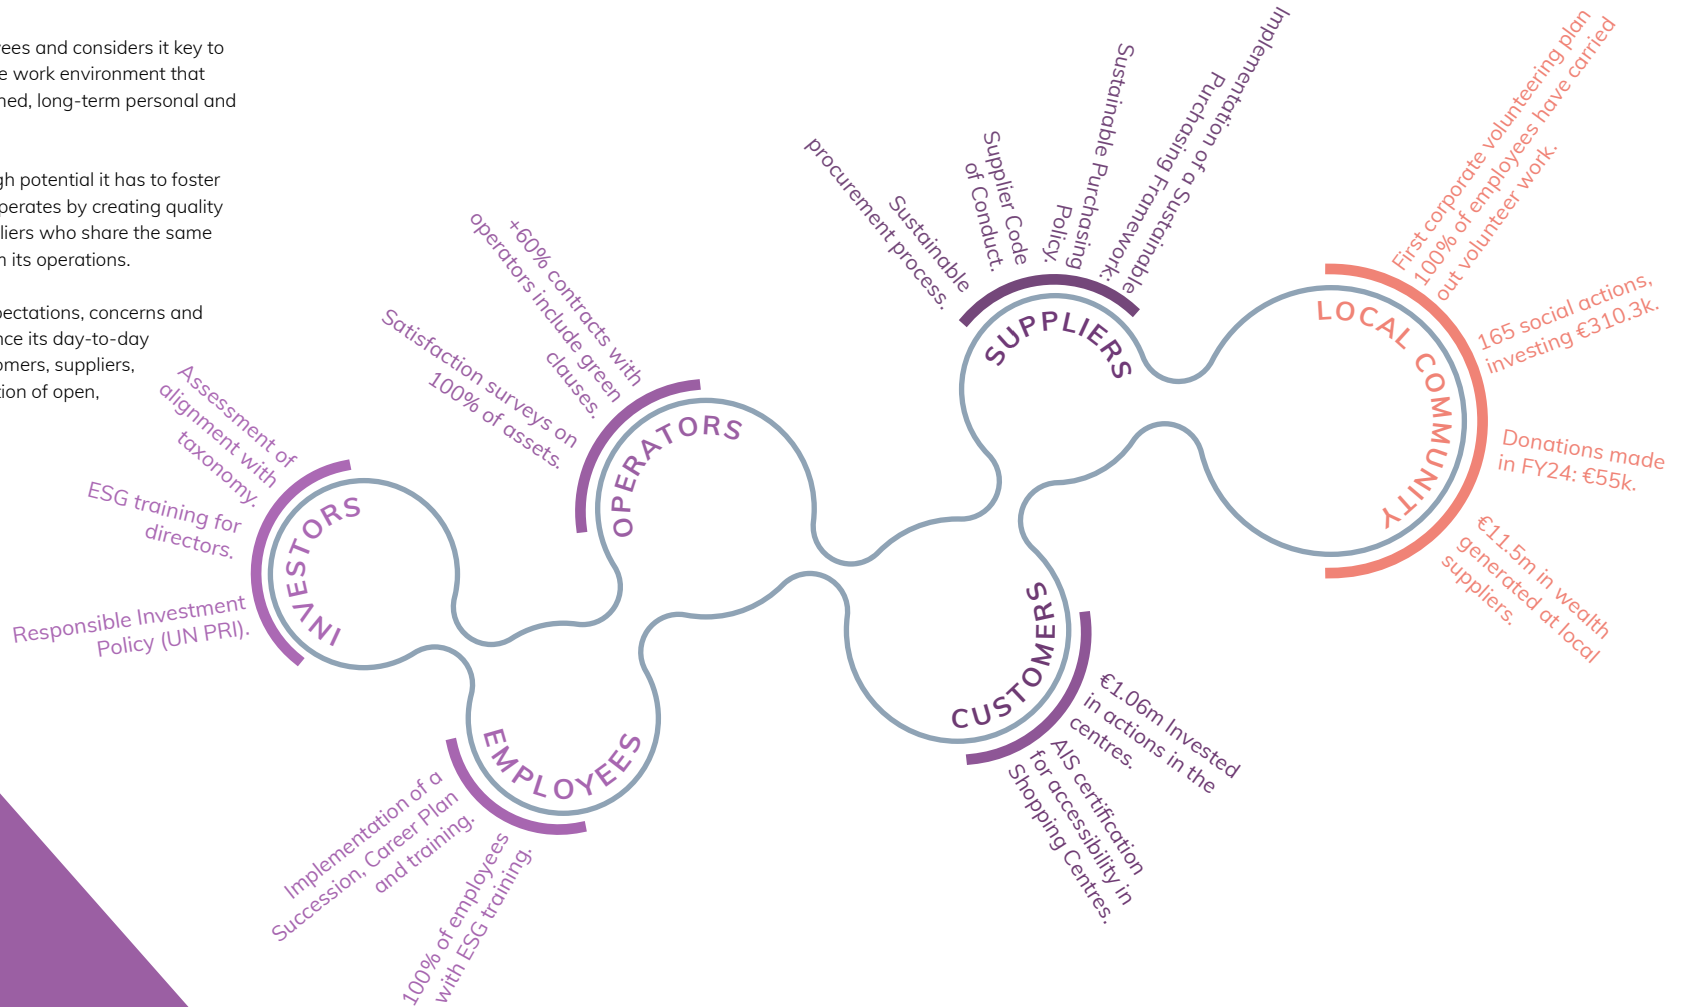 ees and considers it key to
e work environment that
ned, long-term personal and
gh potential it has to foster
perates by creating quality
liers who share the same
n its operations.
pectations, concerns and
nce its day-to-day
omers, suppliers,
tion of open,
INVESTORS
Assessment of
alignment with
taxonomy.
ESG training for
directors.
Responsible Investment
Policy (UN PRI).
EMPLOYEES
Implementation of a
Succession, Career Plan
and training.
100% of employees
with ESG training.
OPERATORS
+60% contracts with
operators include green
clauses.
Satisfaction surveys on
100% of assets.
SUPPLIERS
Sustainable
procurement process.
Supplier Code
of Conduct.
Sustainable Purchasing
Policy.
Implementation of a Sustainable
Purchasing Framework:
CUSTOMERS
€1.06m Invested
in actions in the
centres.
AIS certification
for accessibility in
Shopping Centres.
LOCAL COMMUNITY
First corporate volunteering plan
100% of employees have carried
out volunteer work.
165 social actions,
investing €310.3k.
Donations made
in FY24: €55k.
€11.5m in wealth
generated at local
suppliers.